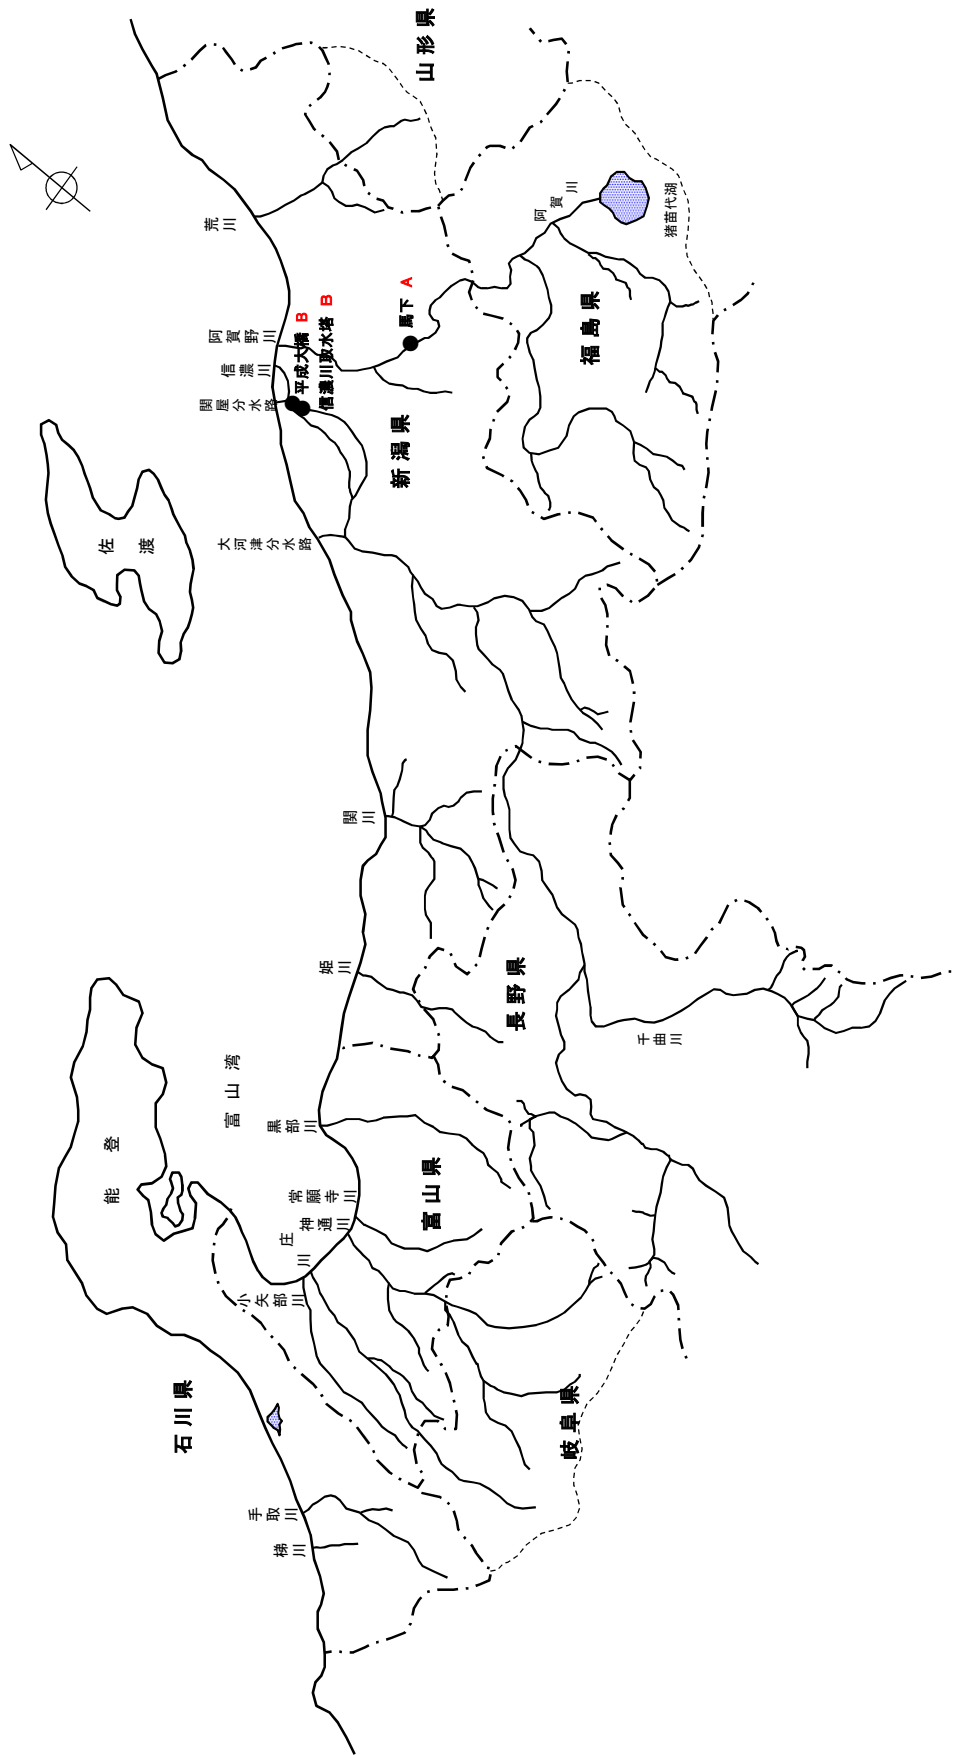 山形県
荒川
阿賀川
猪苗代湖
福島県
馬下 A
平成大橋 B
信濃川取水塔 B
阿賀野川
信濃川
関屋分水路
新潟県
大河津分水路
佐渡
関川
姫川
長野県
千曲川
富山湾
黒部川
富山県
常願寺川
神通川
庄川
小矢部川
能登
石川県
岐阜県
手取川
梯川